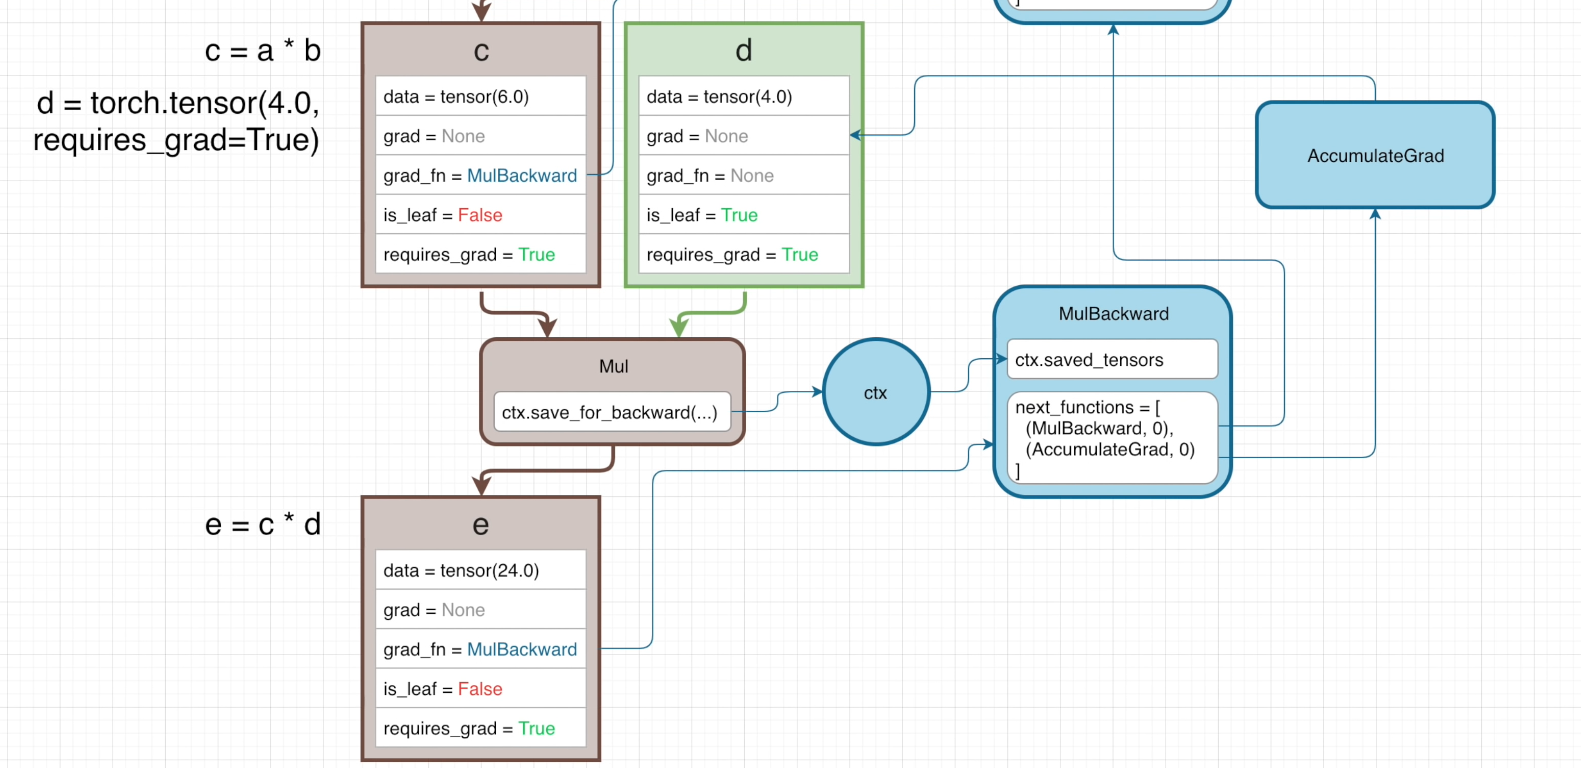 ]
c = a * b
d = torch.tensor(4.0,
requires_grad=True)
c
data = tensor(6.0)
grad = None
grad_fn = MulBackward
is_leaf = False
requires_grad = True
d
data = tensor(4.0)
grad = None
grad_fn = None
is_leaf = True
requires_grad = True
AccumulateGrad
Mul
ctx.save_for_backward(...)
ctx
MulBackward
ctx.saved_tensors
next_functions = [
(MulBackward, 0),
(AccumulateGrad, 0)
]
e = c * d
e
data = tensor(24.0)
grad = None
grad_fn = MulBackward
is_leaf = False
requires_grad = True